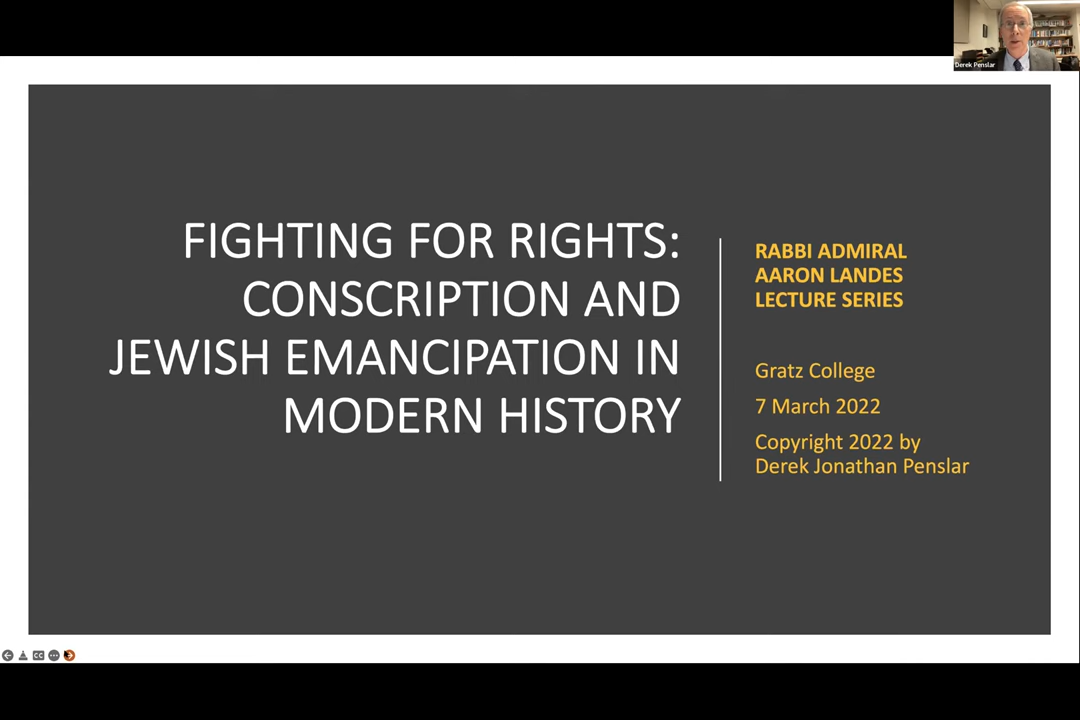 Derek Penslar
FIGHTING FOR RIGHTS:
CONSCRIPTION AND
JEWISH EMANCIPATION IN
MODERN HISTORY
RABBI ADMIRAL
AARON LANDES
LECTURE SERIES
Gratz College
7 March 2022
Copyright 2022 by
Derek Jonathan Penslar
CC